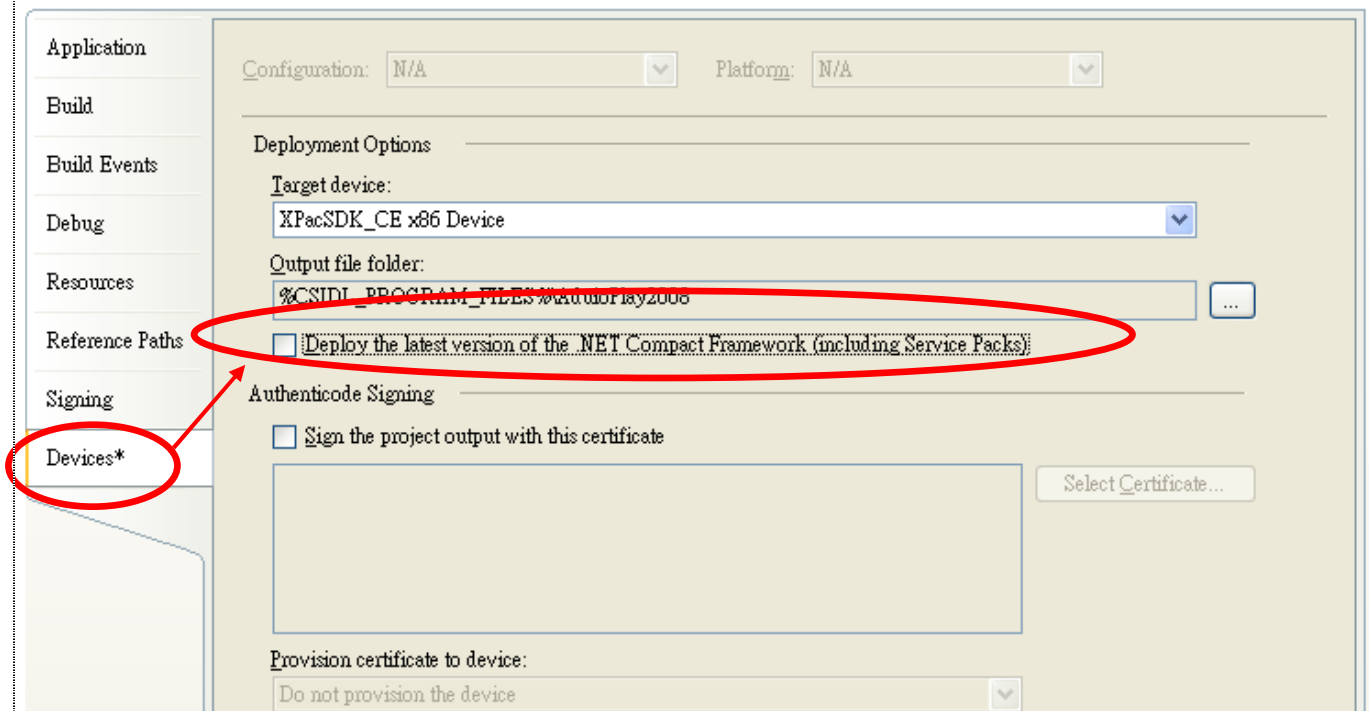 Application
Build
Build Events
Debug
Resources
Reference Paths
Signing
Devices*
Configuration: N/A Platform: N/A
Deployment Options
Target device:
XPacSDK_CE x86 Device
Output file folder:
%CSIDL_PROGRAM_FILES%\AduioPlay2008
...
Deploy the latest version of the .NET Compact Framework (including Service Packs)
Authenticode Signing
Sign the project output with this certificate
Select Certificate...
Provision certificate to device:
Do not provision the device